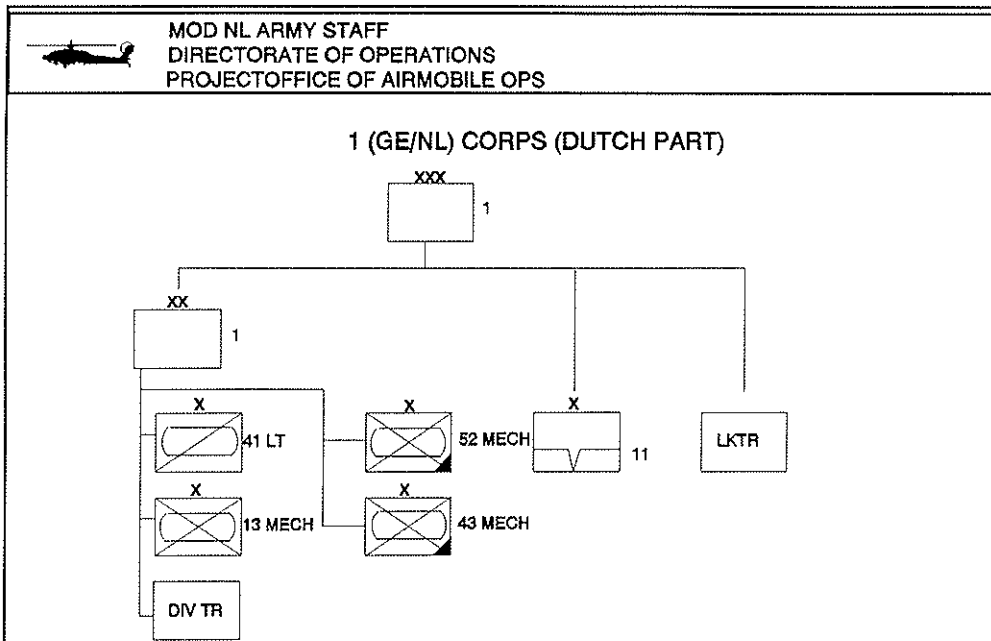 MOD NL ARMY STAFF
DIRECTORATE OF OPERATIONS
PROJECTOFFICE OF AIRMOBILE OPS
1 (GE/NL) CORPS (DUTCH PART)
XXX
1
XX
1
X
41 LT
X
52 MECH
X
11
LKTR
X
13 MECH
X
43 MECH
DIV TR